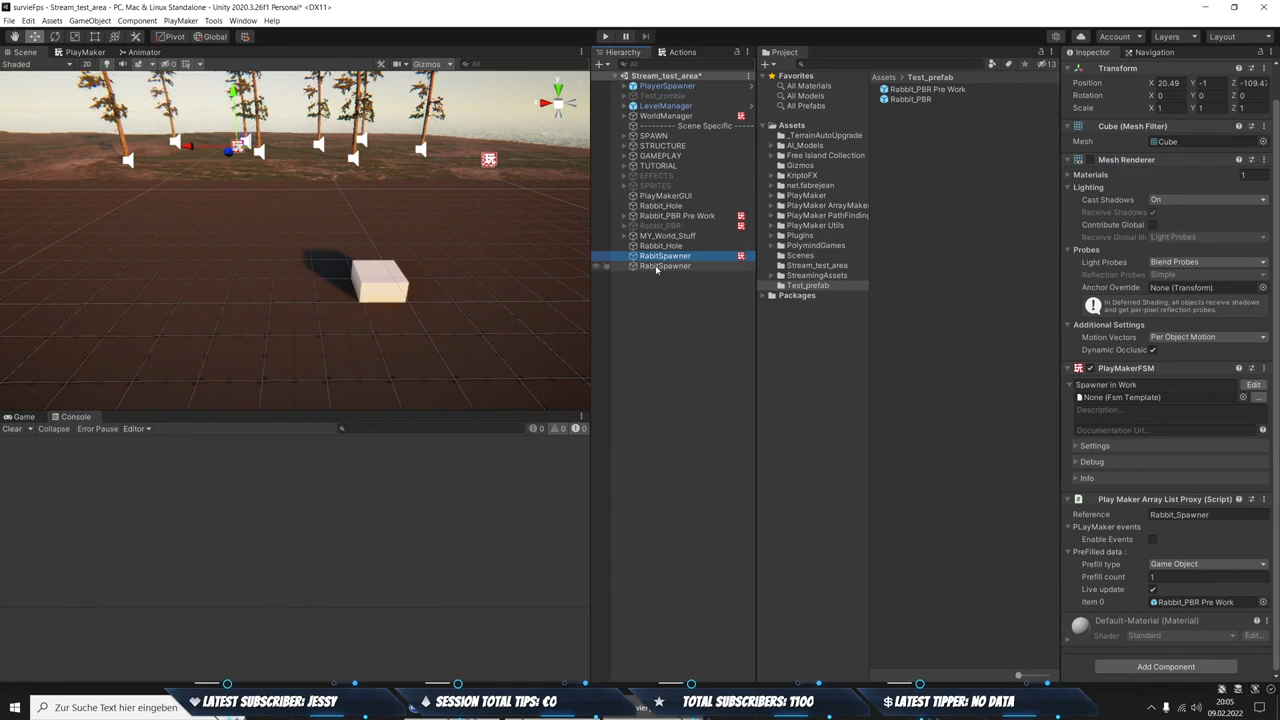 survieFps - Stream_test_area - PC, Mac & Linux Standalone - Unity 2020.3.26f1 Personal* <DX11>
File Edit Assets GameObject Component PlayMaker Tools Window Help
Pivot Global
Account Layers Layout
Scene PlayMaker Animator
Shaded 2D 0 Gizmos All
y x
Hierarchy Actions
All
Stream_test_area*
PlayerSpawner
Test_zombie
LevelManager
WorldManager
--------------- Scene Specific -----
SPAWN
STRUCTURE
GAMEPLAY
TUTORIAL
EFFECTS
SPRITES
PlayMakerGUI
Rabbit_Hole
Rabbit_PBR Pre Work
Rabbit_PBR
MY_World_Stuff
Rabbit_Hole
RabitSpawner
RabitSpawner
Project
13
Favorites
All Materials
All Models
All Prefabs
Assets
_TerrainAutoUpgrade
AI_Models
Free Island Collection
Gizmos
KriptoFX
net.fabrejean
PlayMaker
PlayMaker ArrayMaker
PlayMaker PathFinding
PlayMaker Utils
Plugins
PolymindGames
Scenes
Stream_test_area
StreamingAssets
Test_prefab
Packages
Assets > Test_prefab
Rabbit_PBR Pre Work
Rabbit_PBR
Inspector Navigation
Transform
Position X 20.49 Y -1 Z -109.47
Rotation X 0 Y 0 Z 0
Scale X 1 Y 1 Z 1
Cube (Mesh Filter)
Mesh Cube
Mesh Renderer
Materials 1
Lighting
Cast Shadows On
Receive Shadows
Contribute Global
Receive Global Ill Light Probes
Probes
Light Probes Blend Probes
Reflection Probes Simple
Anchor Override None (Transform)
In Deferred Shading, all objects receive shadows and get per-pixel reflection probes.
Additional Settings
Motion Vectors Per Object Motion
Dynamic Occlusic
PlayMakerFSM
Spawner in Work Edit
None (Fsm Template) ...
Description...
Documentation Url...
Settings
Debug
Info
Play Maker Array List Proxy (Script)
Reference Rabbit_Spawner
PLayMaker events
Enable Events
PreFilled data :
Prefill type Game Object
Prefill count 1
Live update
Item 0 Rabbit_PBR Pre Work
Default-Material (Material)
Shader Standard Edit...
Add Component
Game Console
Clear Collapse Error Pause Editor 0 0 0
LATEST SUBSCRIBER: JESSY
SESSION TOTAL TIPS: €0
TOTAL SUBSCRIBERS: 1100
LATEST TIPPER: NO DATA
Zur Suche Text hier eingeben
20:05
09.02.2022